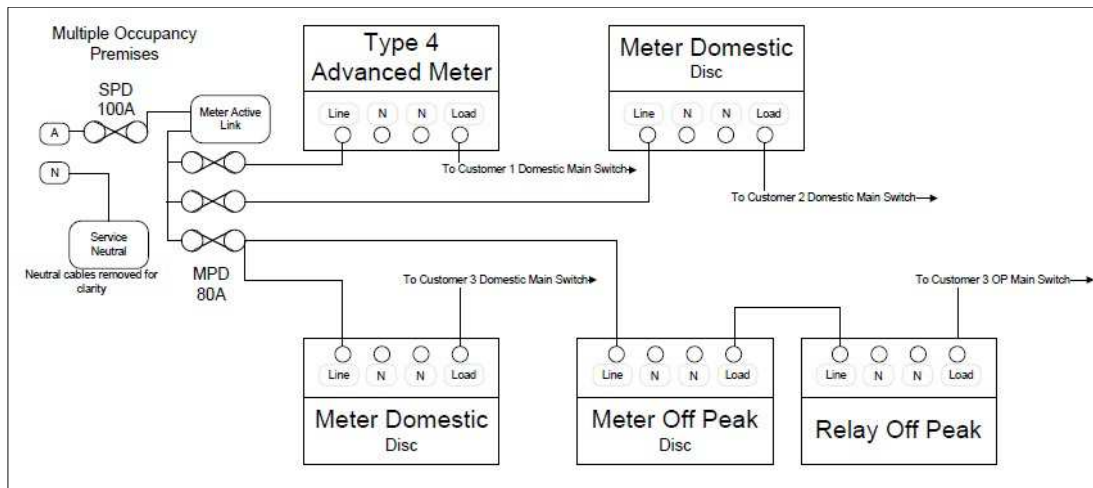 Multiple Occupancy
Premises
SPD
100A
A
N
Meter Active
Link
Service
Neutral
Neutral cables removed for
clarity
MPD
80A
Type 4
Advanced Meter
Line N N Load
To Customer 1 Domestic Main Switch
Meter Domestic
Disc
Line N N Load
To Customer 2 Domestic Main Switch
To Customer 3 Domestic Main Switch
Line N N Load
Meter Domestic
Disc
Line N N Load
Meter Off Peak
Disc
To Customer 3 OP Main Switch
Line N N Load
Relay Off Peak